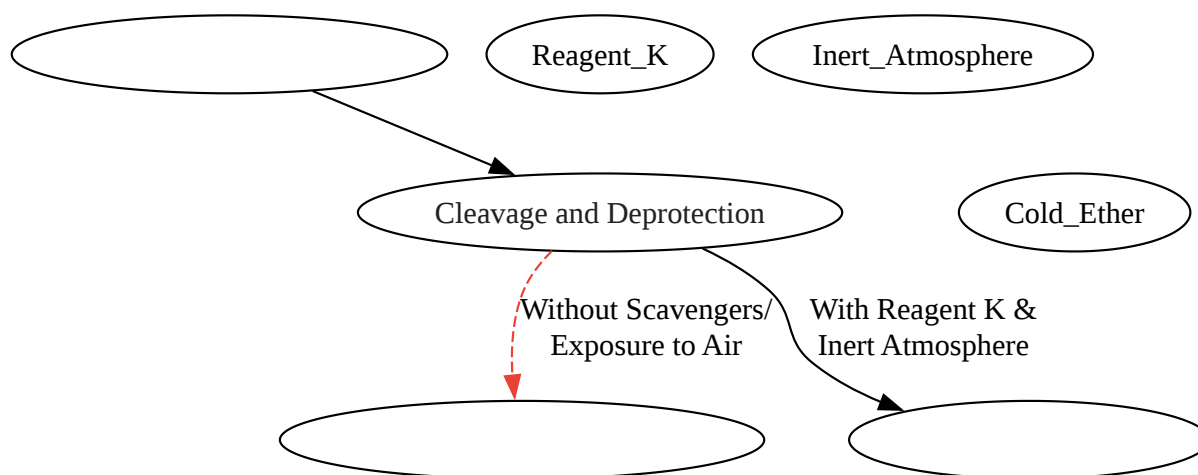 Reagent_K
Inert_Atmosphere
Cleavage and Deprotection
Cold_Ether
Without Scavengers/
Exposure to Air
With Reagent K &
Inert Atmosphere